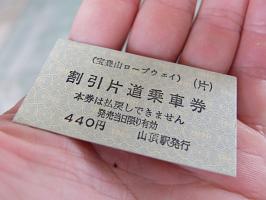 (宝登山ロープウェイ) (片)
割引片道乗車券
本券は払戻しできません
発売当日限り有効
440円 山頂駅発行